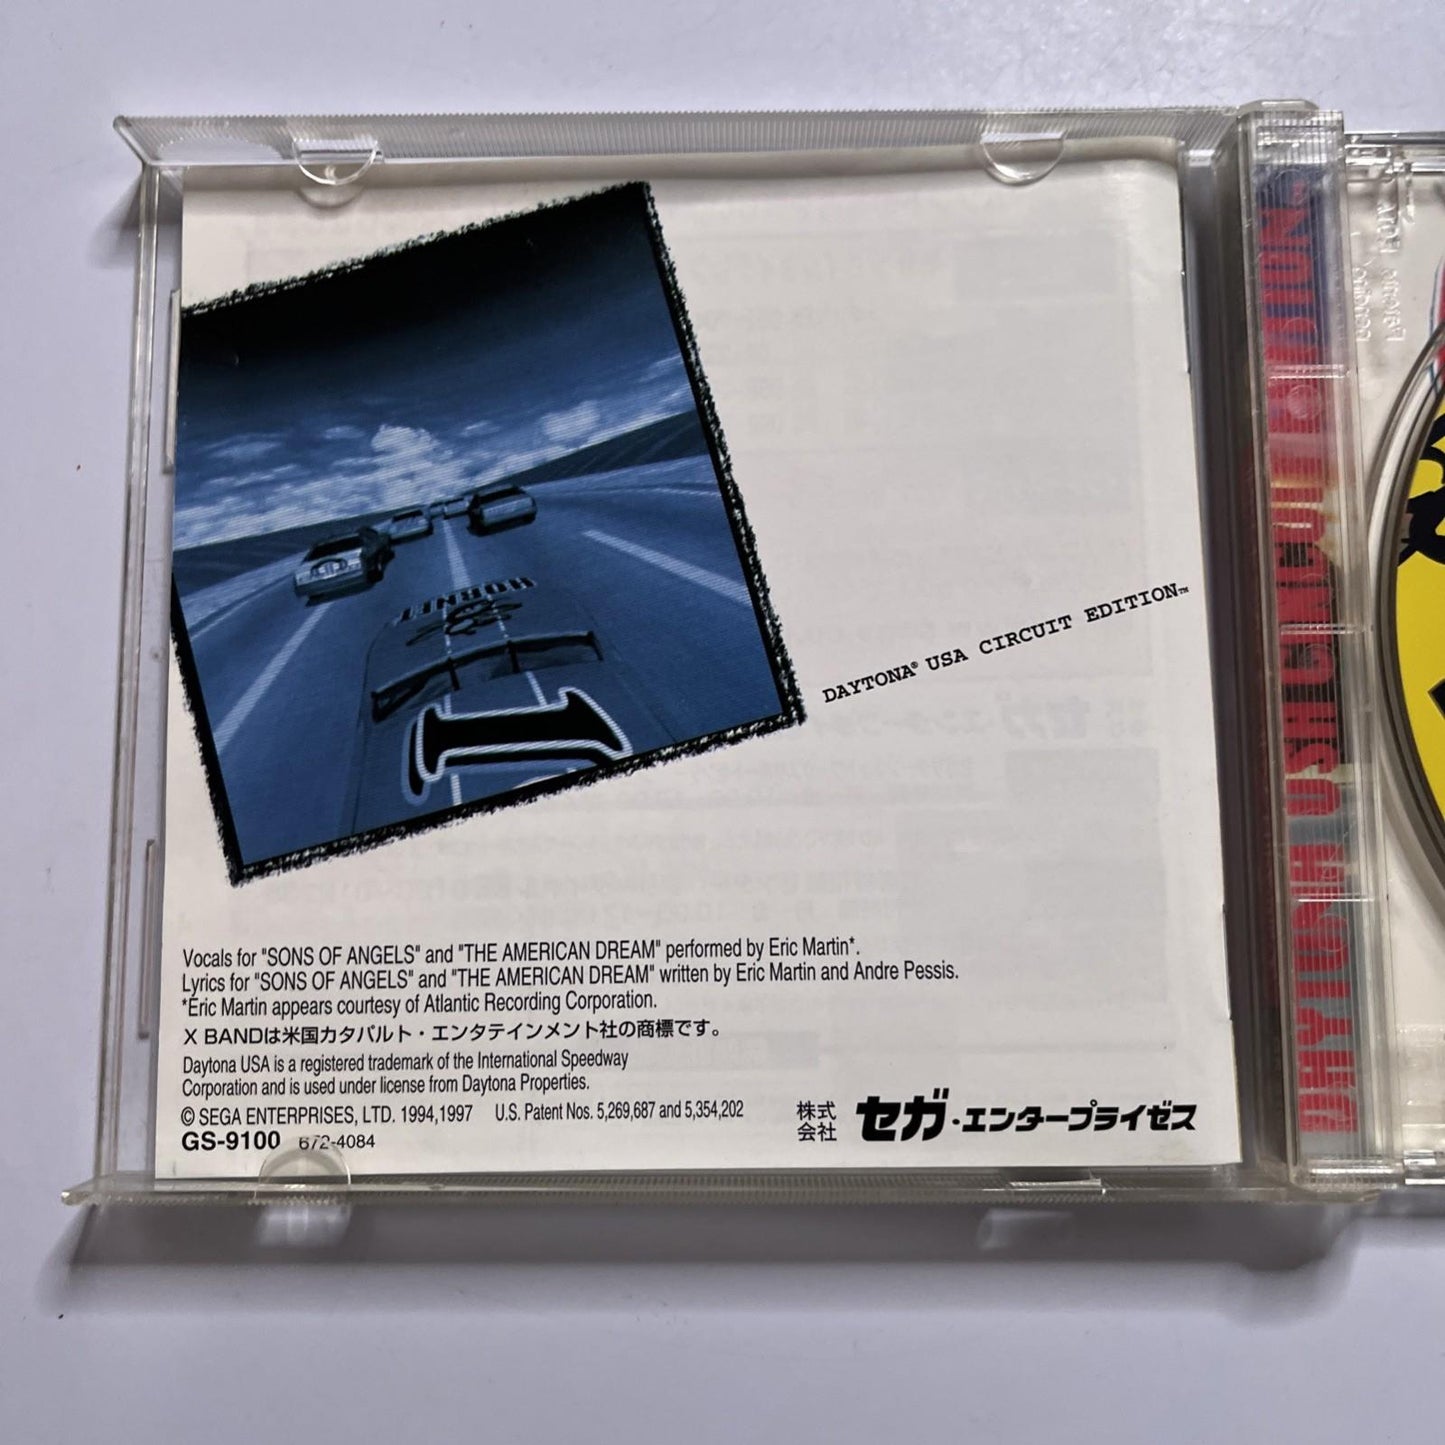 HORNET
1
DAYTONA® USA CIRCUIT EDITION™
Vocals for "SONS OF ANGELS" and "THE AMERICAN DREAM" performed by Eric Martin*.
Lyrics for "SONS OF ANGELS" and "THE AMERICAN DREAM" written by Eric Martin and Andre Pessis.
*Eric Martin appears courtesy of Atlantic Recording Corporation.
X BANDは米国カタパルト・エンタテインメント社の商標です。
Daytona USA is a registered trademark of the International Speedway
Corporation and is used under license from Daytona Properties.
© SEGA ENTERPRISES, LTD. 1994,1997 U.S. Patent Nos. 5,269,687 and 5,354,202
GS-9100 672-4084
株式会社 セガ・エンタープライゼス
DAYTONA USA CIRCUIT EDITION